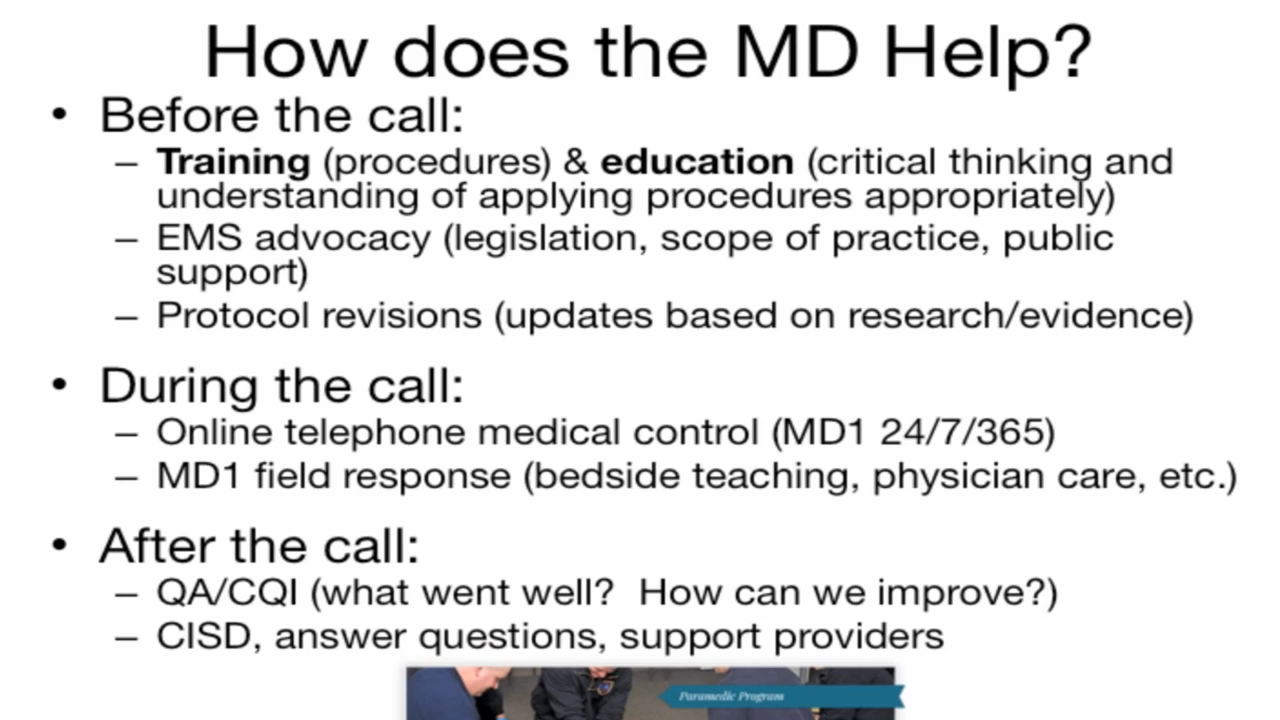 How does the MD Help?
• Before the call:
– Training (procedures) & education (critical thinking and
understanding of applying procedures appropriately)
– EMS advocacy (legislation, scope of practice, public
support)
– Protocol revisions (updates based on research/evidence)
• During the call:
– Online telephone medical control (MD1 24/7/365)
– MD1 field response (bedside teaching, physician care, etc.)
• After the call:
– QA/CQI (what went well?  How can we improve?)
– CISD, answer questions, support providers
Paramedic Program